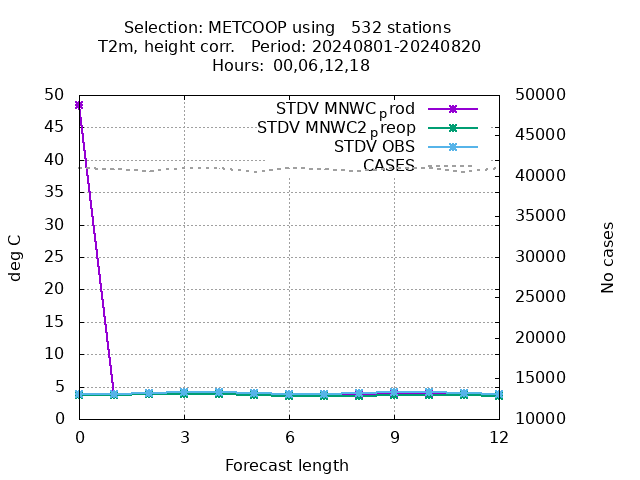 Selection: METCOOP using   532 stations
T2m, height corr.   Period: 20240801-20240820
Hours:  00,06,12,18
50
45
40
35
30
25
20
15
10
5
0
deg C
50000
45000
40000
35000
30000
25000
20000
15000
10000
No cases
STDV MNWCprod
STDV MNWC2preop
STDV OBS
CASES
0 3 6 9 12
Forecast length